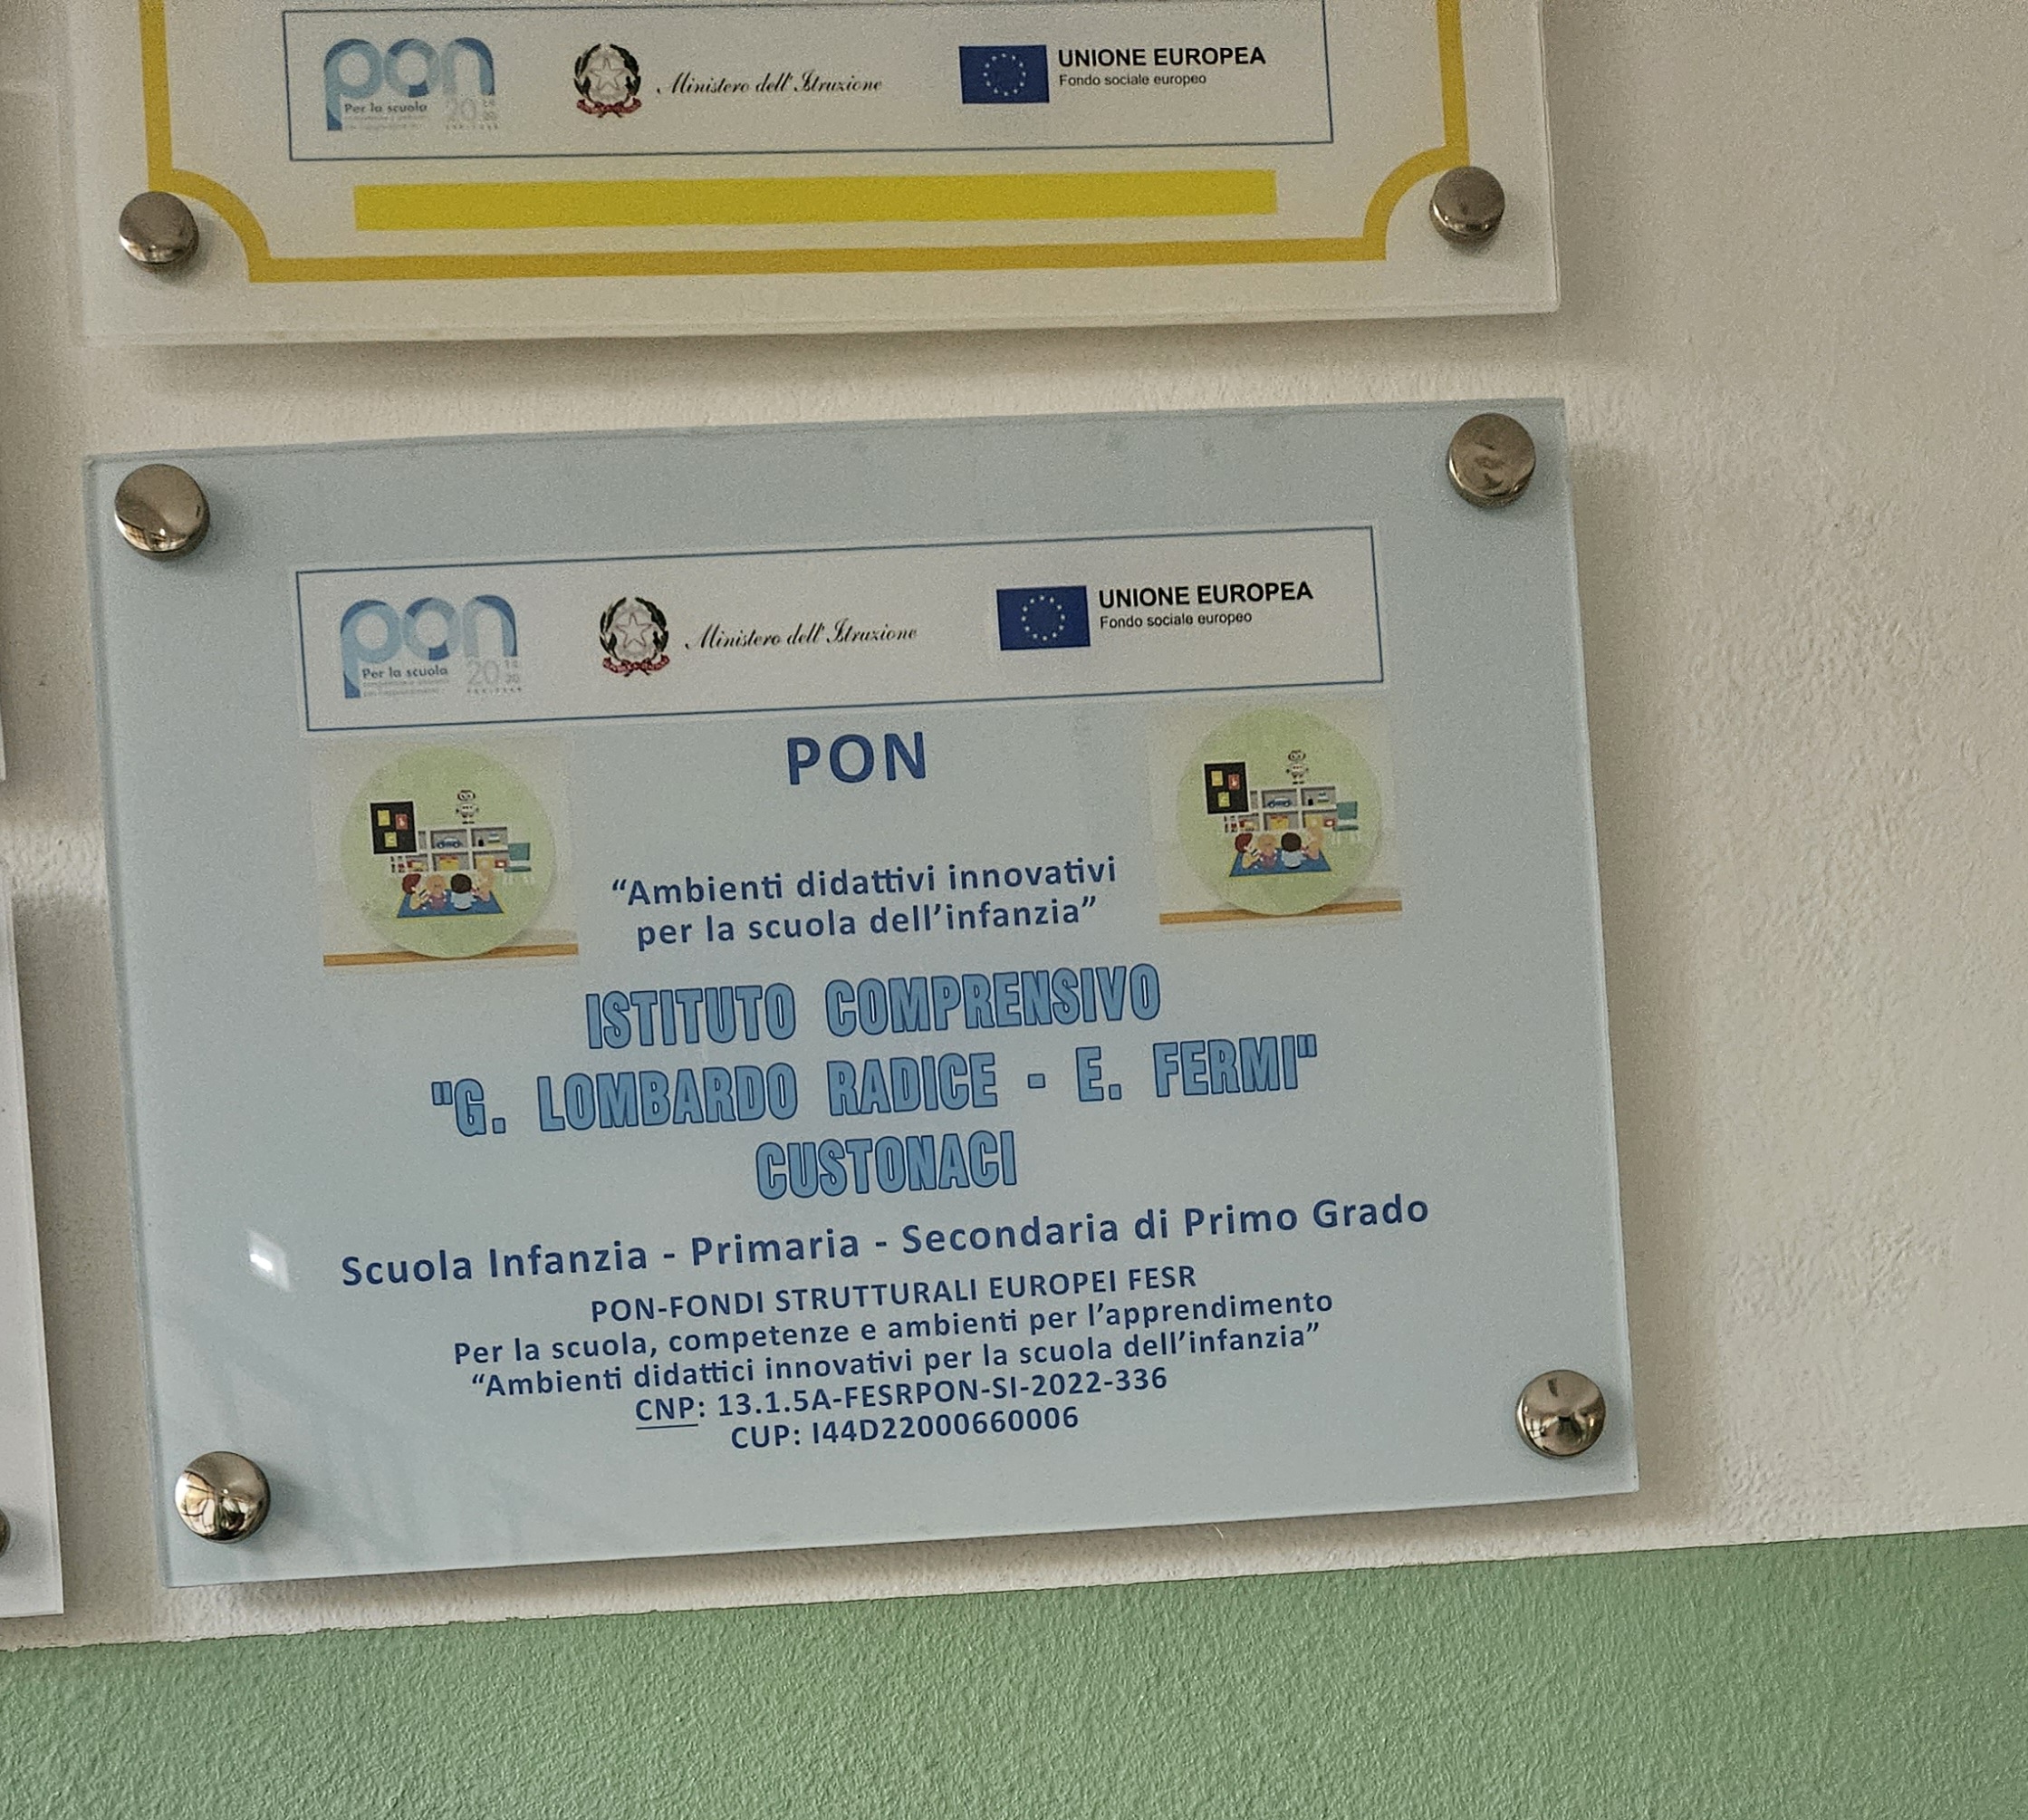 pon
Per la scuola
Ministero dell'Istruzione
UNIONE EUROPEA
Fondo sociale europeo
pon
Per la scuola
2014
20
Ministero dell'Istruzione
UNIONE EUROPEA
Fondo sociale europeo
PON
“Ambienti didattivi innovativi
per la scuola dell’infanzia”
ISTITUTO COMPRENSIVO
"G. LOMBARDO RADICE - E. FERMI"
CUSTONACI
Scuola Infanzia - Primaria - Secondaria di Primo Grado
PON-FONDI STRUTTURALI EUROPEI FESR
Per la scuola, competenze e ambienti per l’apprendimento
“Ambienti didattici innovativi per la scuola dell’infanzia”
CNP: 13.1.5A-FESRPON-SI-2022-336
CUP: I44D22000660006